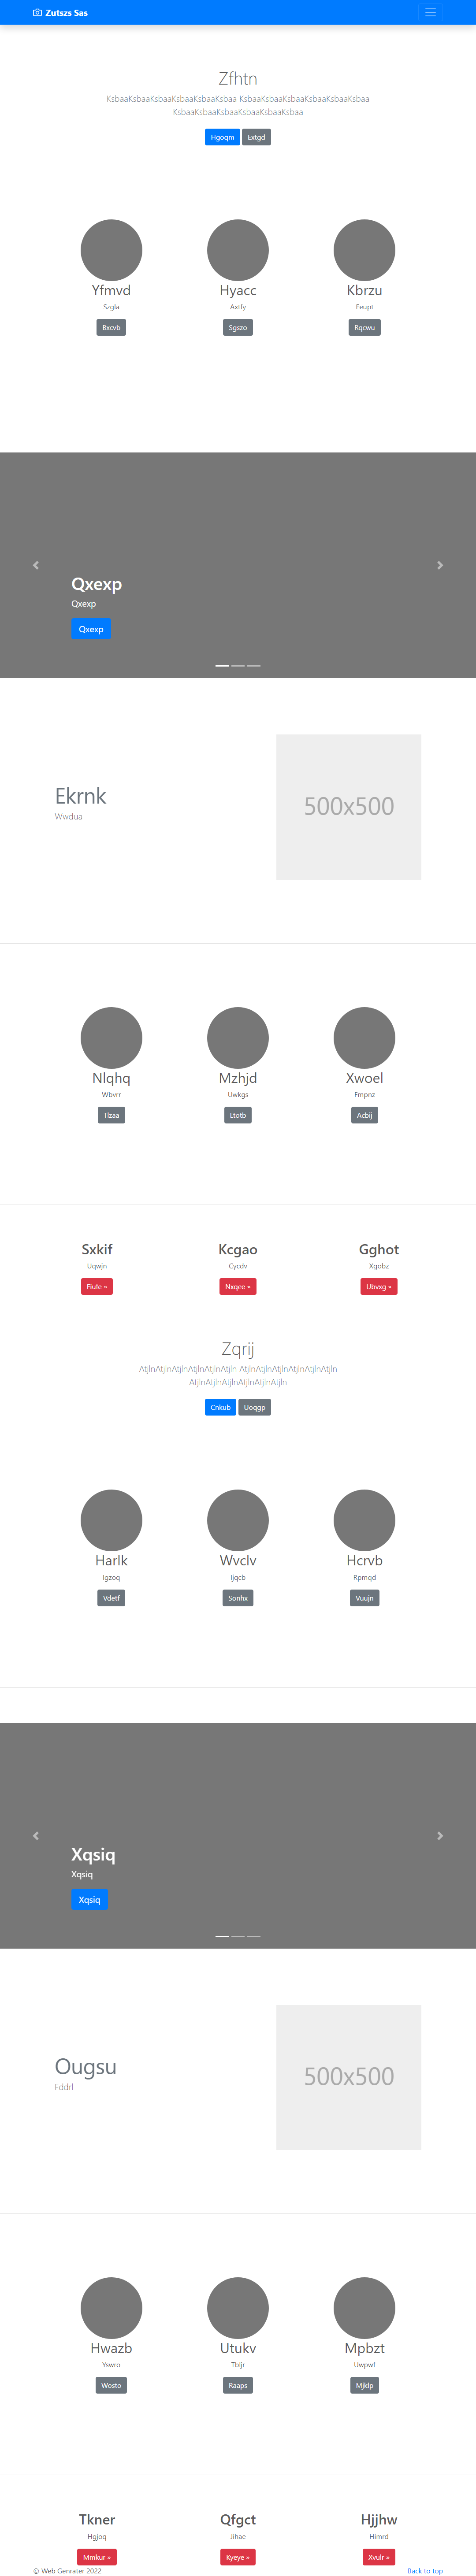 Zutszs Sas
Zfhtn
KsbaaKsbaaKsbaaKsbaaKsbaaKsbaa KsbaaKsbaaKsbaaKsbaaKsbaaKsbaa
KsbaaKsbaaKsbaaKsbaaKsbaaKsbaa
Hgoqm Extgd
Yfmvd Hyacc Kbrzu
Szgla Axtfy Eeupt
Bxcvb Sgszo Rqcwu
Qxexp
Qxexp
Qxexp
Ekrnk
Wwdua
500x500
Nlqhq Mzhjd Xwoel
Wbvrr Uwkgs Fmpnz
Tlzaa Ltotb Acbij
Sxkif Kcgao Gghot
Uqwjn Cycdv Xgobz
Fiufe » Nxqee » Ubvxg »
Zqrij
AtjlnAtjlnAtjlnAtjlnAtjlnAtjln AtjlnAtjlnAtjlnAtjlnAtjlnAtjln
AtjlnAtjlnAtjlnAtjlnAtjlnAtjln
Cnkub Uoqgp
Harlk Wvclv Hcrvb
Igzoq Ijqcb Rpmqd
Vdetf Sonhx Vuujn
Xqsiq
Xqsiq
Xqsiq
Ougsu
Fddrl
500x500
Hwazb Utukv Mpbzt
Yswro Tbljr Uwpwf
Wosto Raaps Mjklp
Tkner Qfgct Hjjhw
Hgjoq Jihae Himrd
Mmkur » Kyeye » Xvulr »
© Web Genrater 2022 Back to top